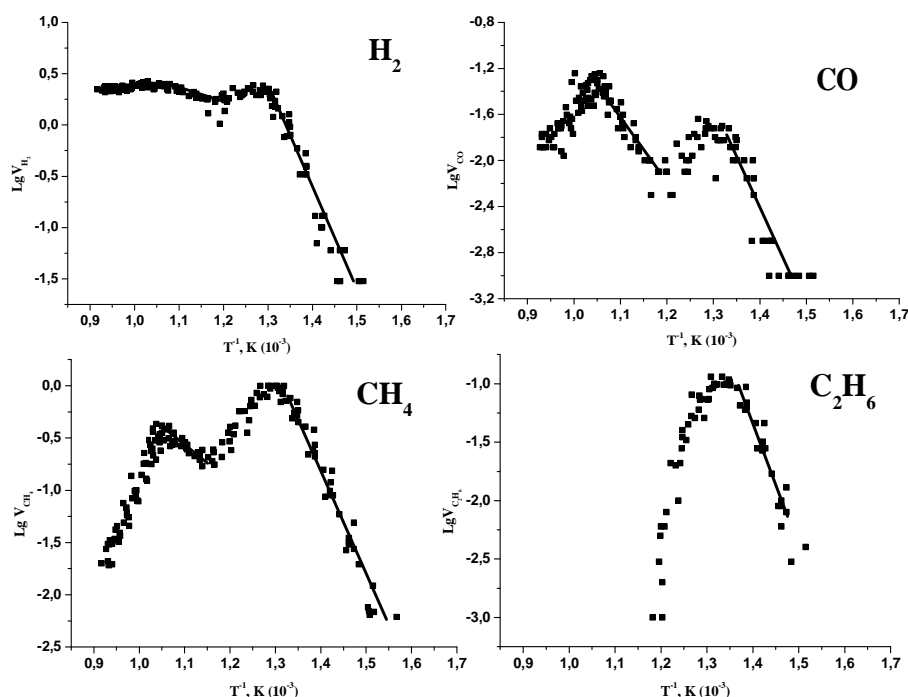 H₂
LgV_H₂
1,0
0,5
0,0
-0,5
-1,0
-1,5
0,9 1,0 1,1 1,2 1,3 1,4 1,5 1,6 1,7
T⁻¹, K (10⁻³)
CO
LgV_CO
-0,8
-1,2
-1,6
-2,0
-2,4
-2,8
-3,2
0,9 1,0 1,1 1,2 1,3 1,4 1,5 1,6 1,7
T⁻¹, K (10⁻³)
CH₄
Lg V_CH₄
0,0
-0,5
-1,0
-1,5
-2,0
-2,5
0,9 1,0 1,1 1,2 1,3 1,4 1,5 1,6 1,7
T⁻¹, K (10⁻³)
C₂H₆
LgV_C₂H₆
-1,0
-1,5
-2,0
-2,5
-3,0
0,9 1,0 1,1 1,2 1,3 1,4 1,5 1,6 1,7
T⁻¹, K (10⁻³)